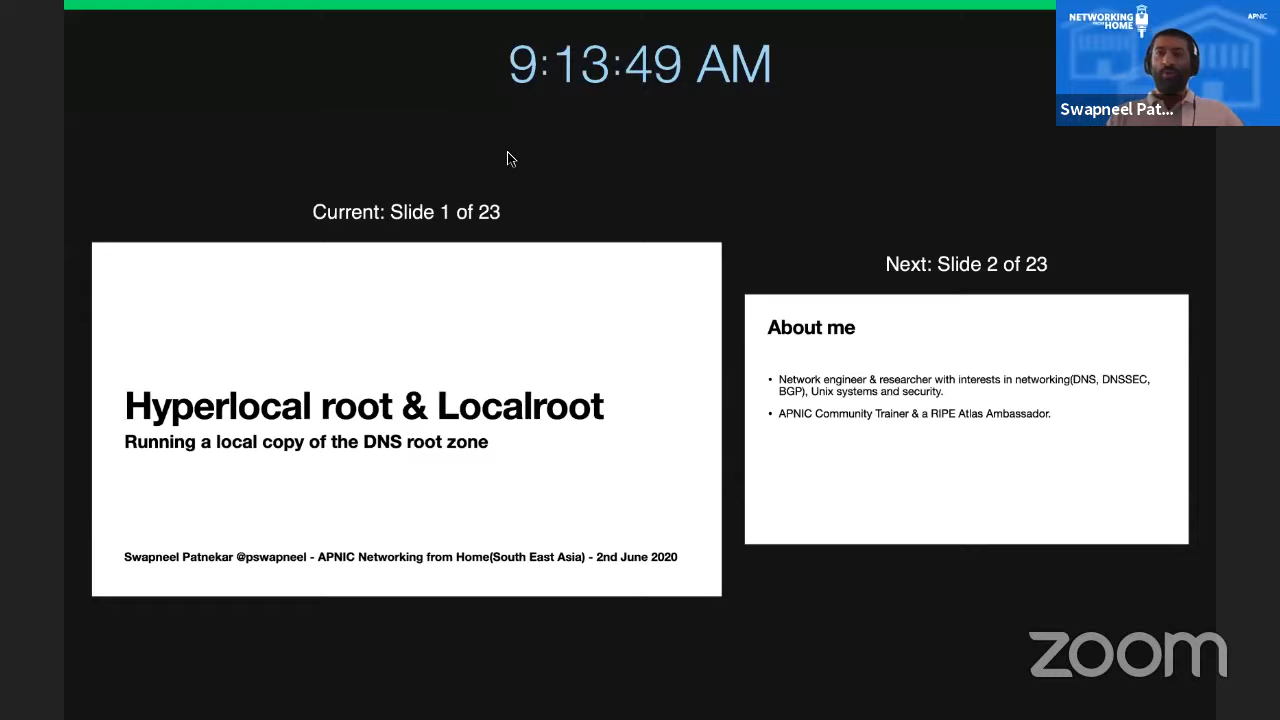 9:13:49 AM
NETWORKING
FROM
HOME
APNIC
Swapneel Pat...
Current: Slide 1 of 23
Hyperlocal root & Localroot
Running a local copy of the DNS root zone
Swapneel Patnekar @pswapneel - APNIC Networking from Home(South East Asia) - 2nd June 2020
Next: Slide 2 of 23
About me
• Network engineer & researcher with interests in networking(DNS, DNSSEC,
BGP), Unix systems and security.
• APNIC Community Trainer & a RIPE Atlas Ambassador.
zoom